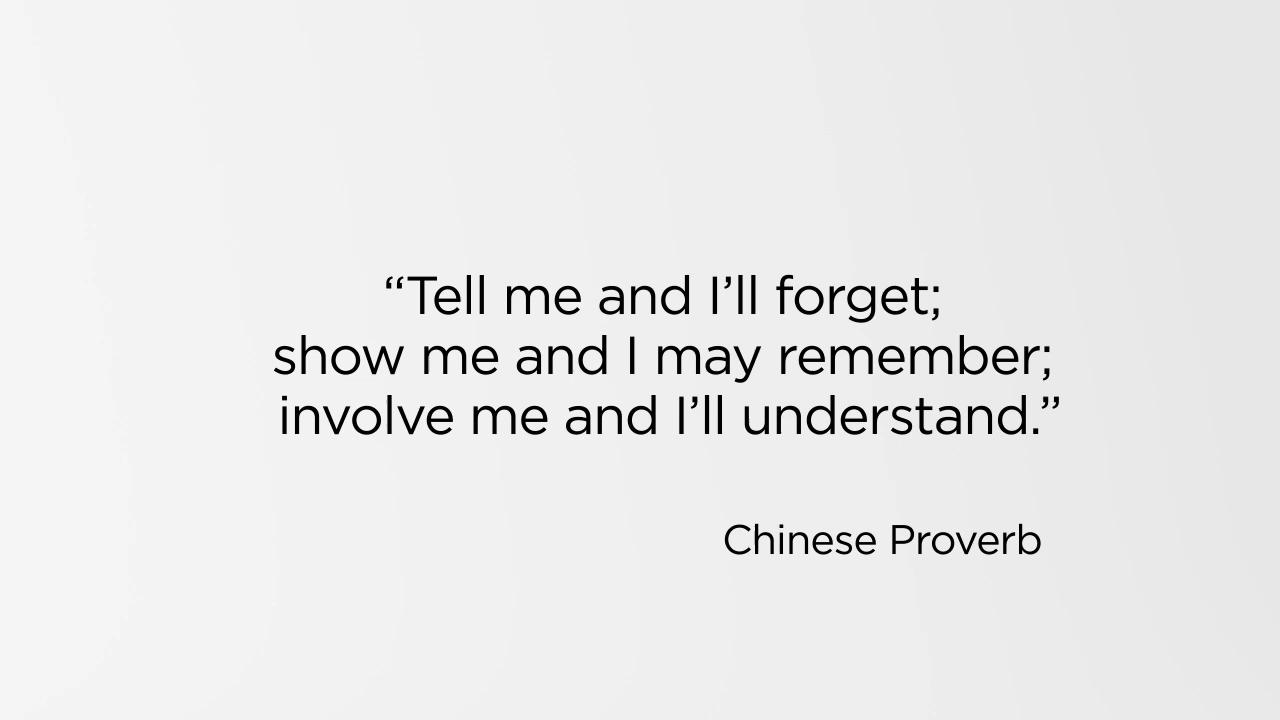 “Tell me and I’ll forget;
show me and I may remember;
involve me and I’ll understand.”
Chinese Proverb